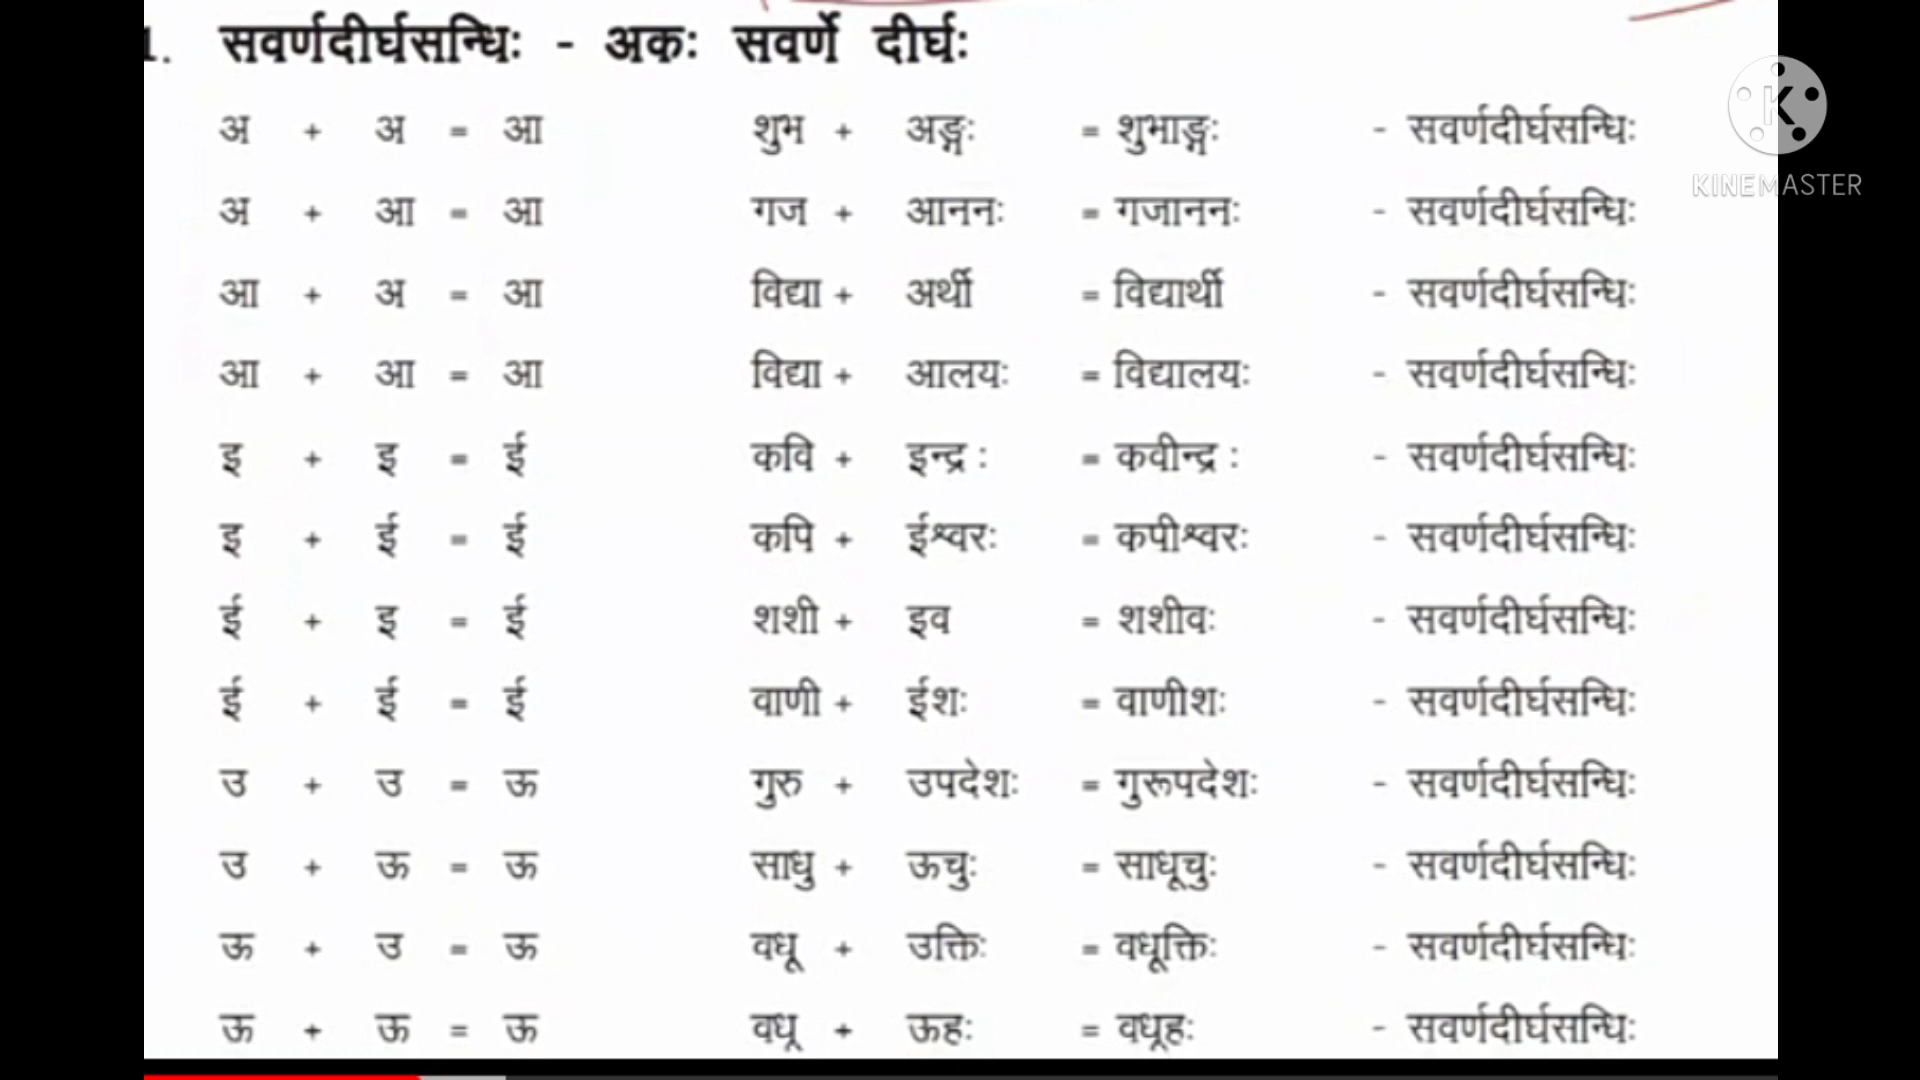 1. सवर्णदीर्घसन्धिः - अकः सवर्णे दीर्घः
अ + अ = आ शुभ + अङ्गः = शुभाङ्गः - सवर्णदीर्घसन्धिः
अ + आ = आ गज + आननः = गजाननः - सवर्णदीर्घसन्धिः
आ + अ = आ विद्या + अर्थी = विद्यार्थी - सवर्णदीर्घसन्धिः
आ + आ = आ विद्या + आलयः = विद्यालयः - सवर्णदीर्घसन्धिः
इ + इ = ई कवि + इन्द्र : = कवीन्द्र : - सवर्णदीर्घसन्धिः
इ + ई = ई कपि + ईश्वरः = कपीश्वरः - सवर्णदीर्घसन्धिः
ई + इ = ई शशी + इव = शशीवः - सवर्णदीर्घसन्धिः
ई + ई = ई वाणी + ईशः = वाणीशः - सवर्णदीर्घसन्धिः
उ + उ = ऊ गुरु + उपदेशः = गुरूपदेशः - सवर्णदीर्घसन्धिः
उ + ऊ = ऊ साधु + ऊचुः = साधूचुः - सवर्णदीर्घसन्धिः
ऊ + उ = ऊ वधू + उक्तिः = वधूक्तिः - सवर्णदीर्घसन्धिः
ऊ + ऊ = ऊ वधू + ऊहः = वधूहः - सवर्णदीर्घसन्धिः
K
KINEMASTER